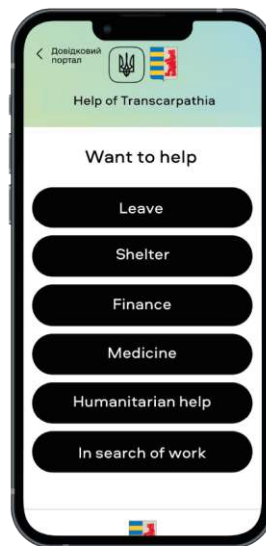 Довідковий
портал
Help of Transcarpathia
Want to help
Leave
Shelter
Finance
Medicine
Humanitarian help
In search of work